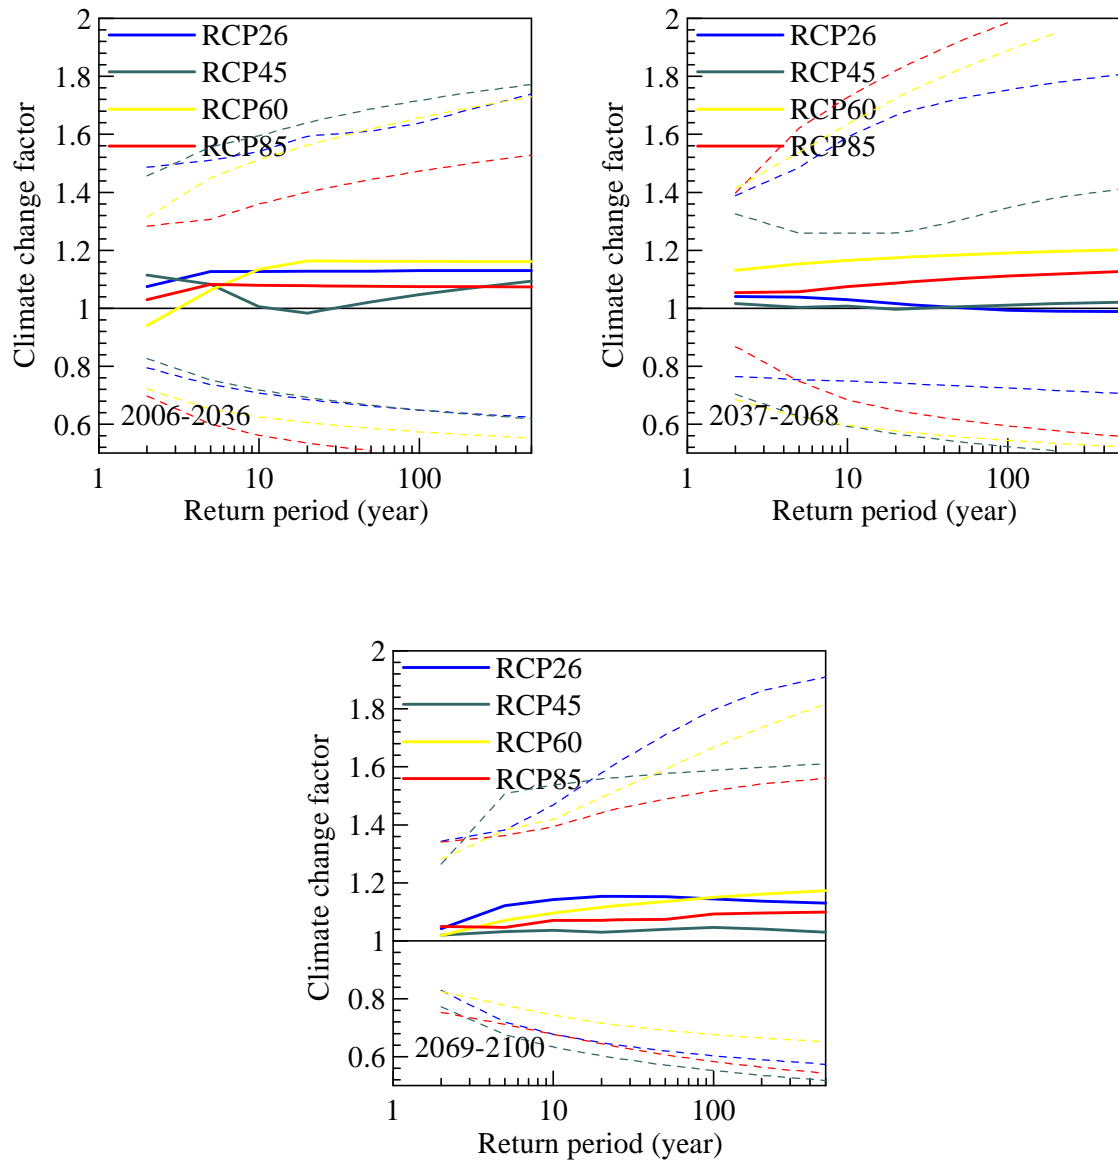 2
1.8
1.6
1.4
1.2
1
0.8
0.6
Climate change factor
RCP26
RCP45
RCP60
RCP85
2006-2036
1
10
100
Return period (year)
2
1.8
1.6
1.4
1.2
1
0.8
0.6
Climate change factor
RCP26
RCP45
RCP60
RCP85
2037-2068
1
10
100
Return period (year)
2
1.8
1.6
1.4
1.2
1
0.8
0.6
Climate change factor
RCP26
RCP45
RCP60
RCP85
2069-2100
1
10
100
Return period (year)